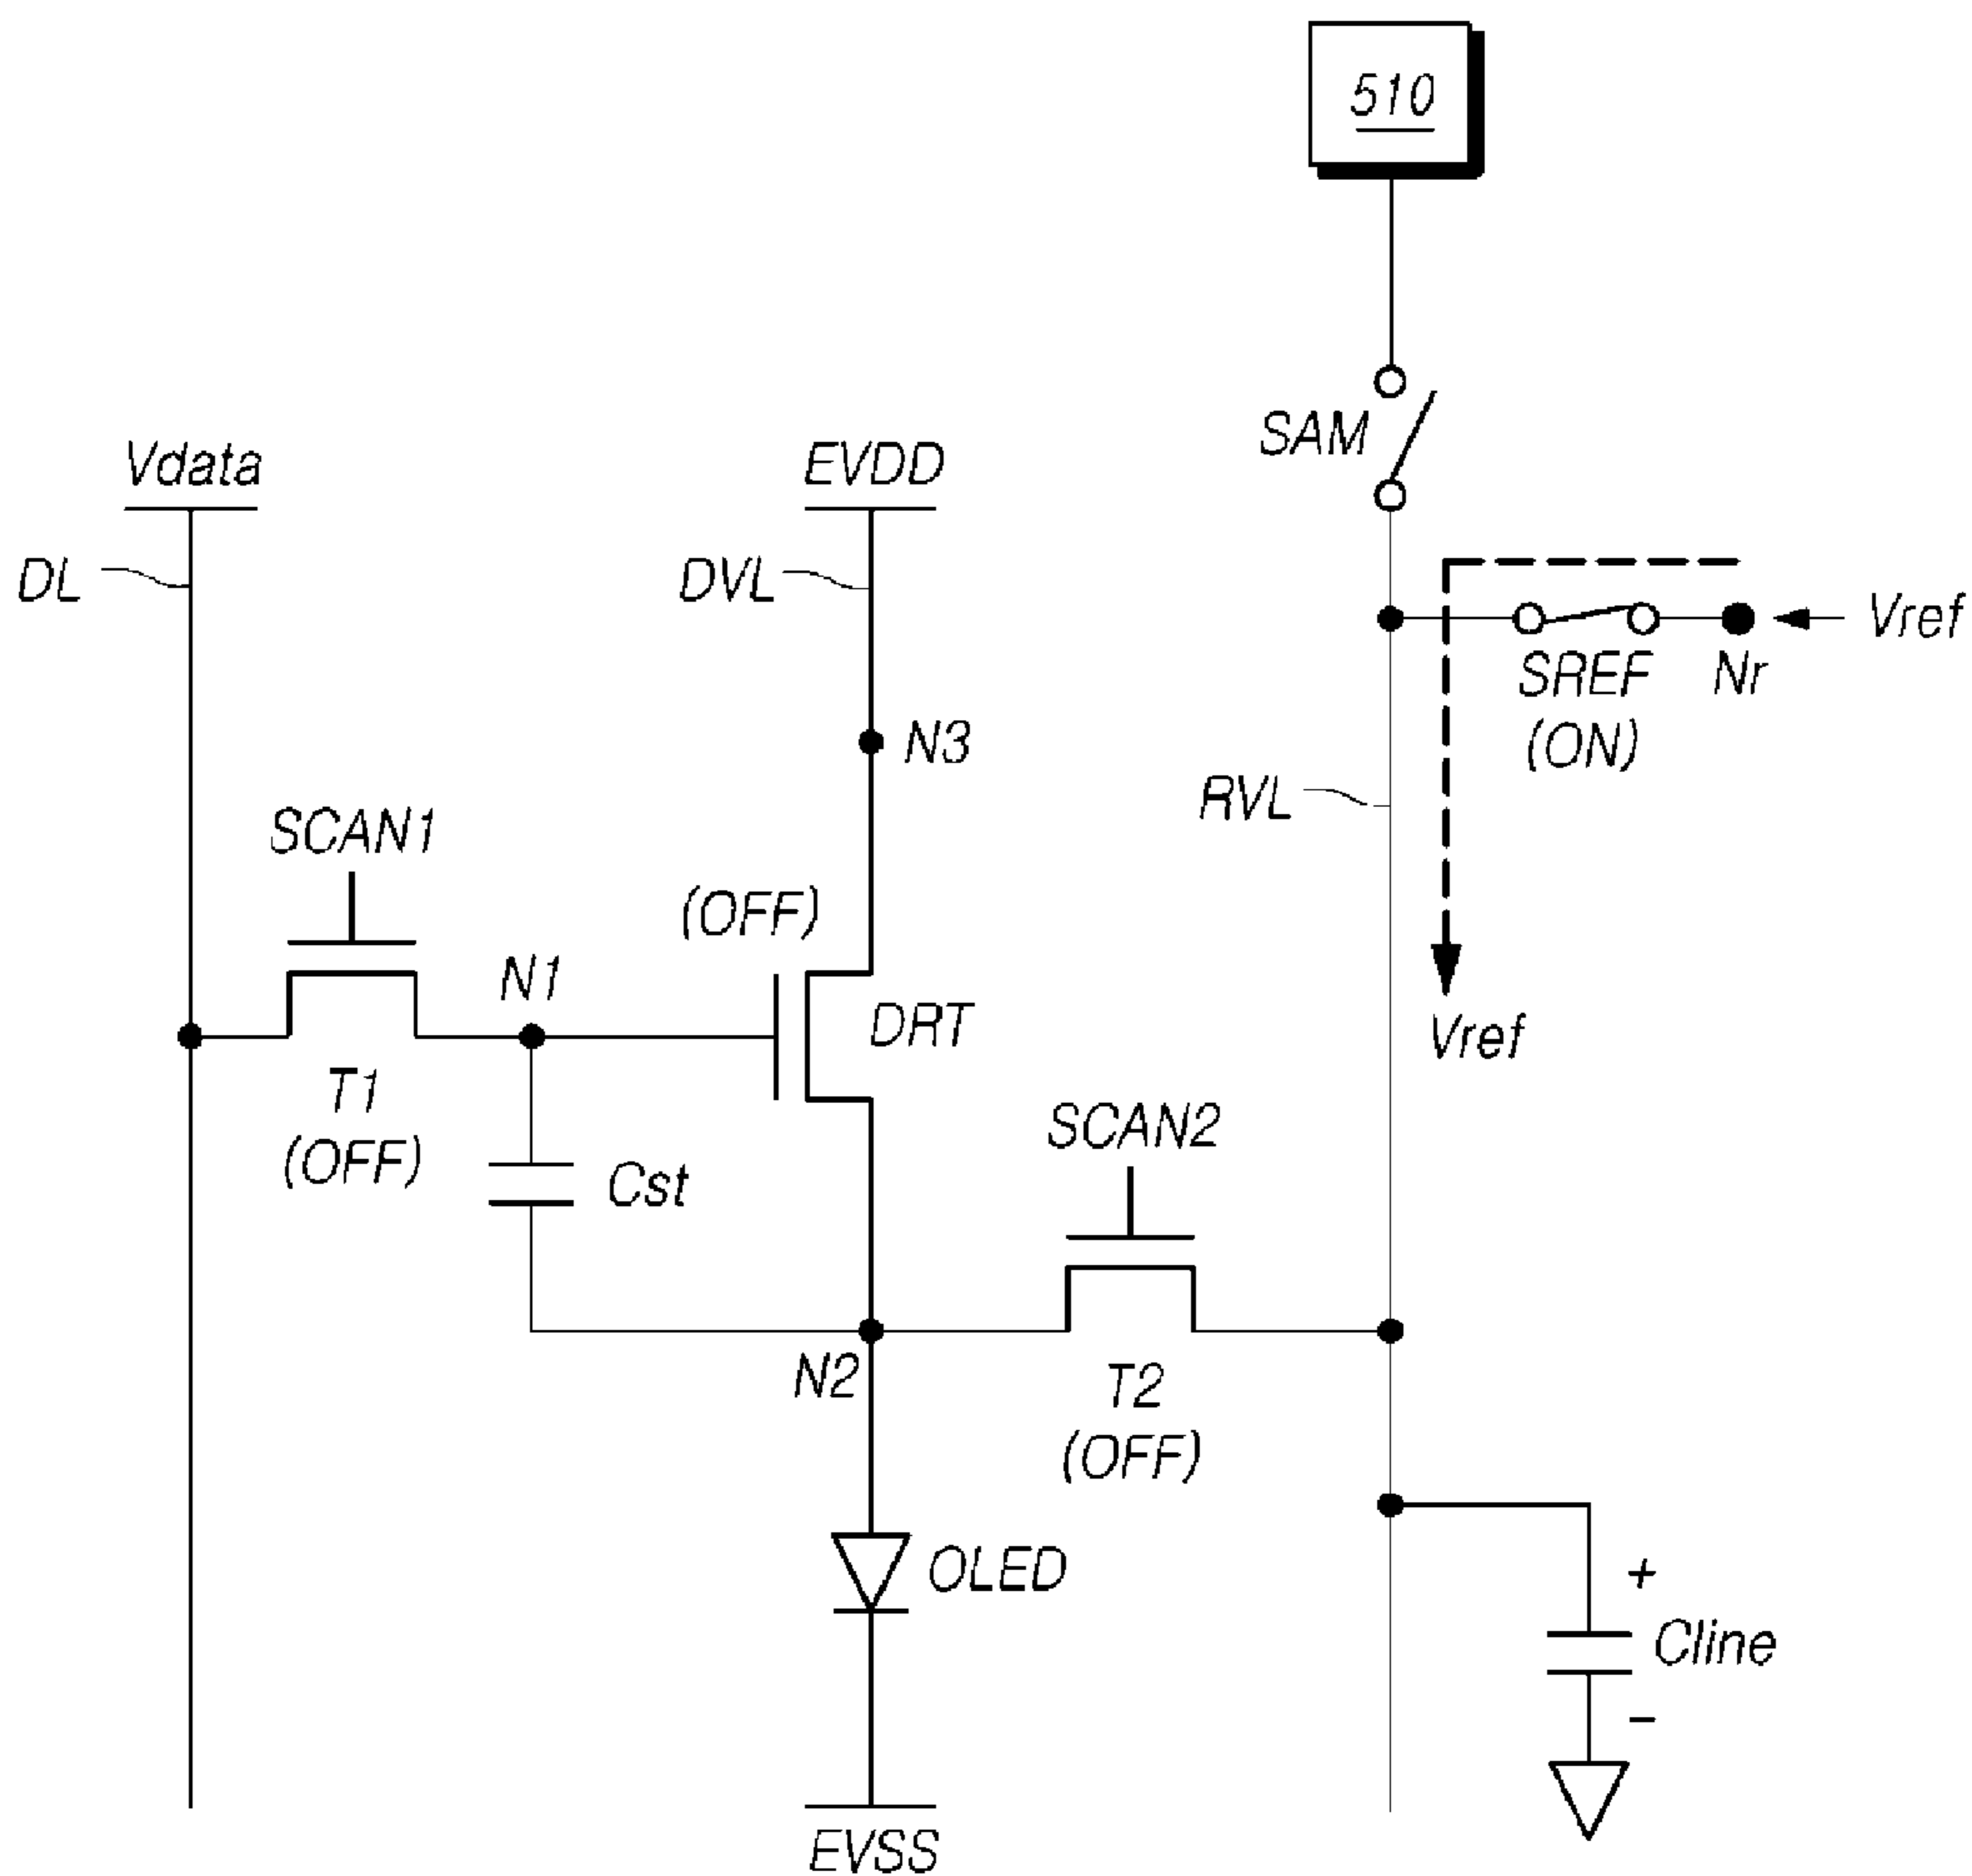 510
SAM
Vdata
EVDD
DL
DVL
Vref
SREF
(ON)
Nr
N3
RVL
SCAN1
(OFF)
N1
DRT
Vref
T1
(OFF)
SCAN2
Cst
N2
T2
(OFF)
OLED
+
Cline
−
EVSS